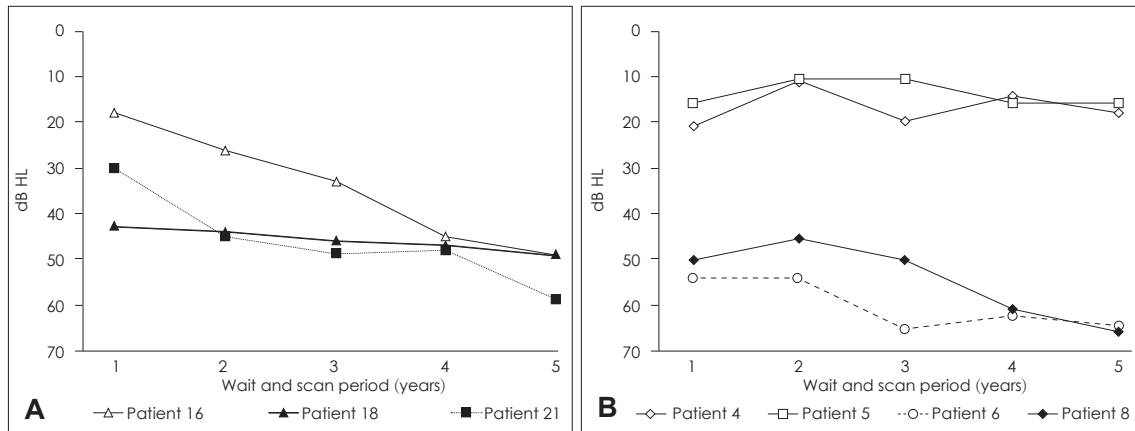 0
10
20
30
40
50
60
70
dB HL
1 2 3 4 5
Wait and scan period (years)
A
Patient 16 Patient 18 Patient 21
0
10
20
30
40
50
60
70
dB HL
1 2 3 4 5
Wait and scan period (years)
B
Patient 4 Patient 5 Patient 6 Patient 8